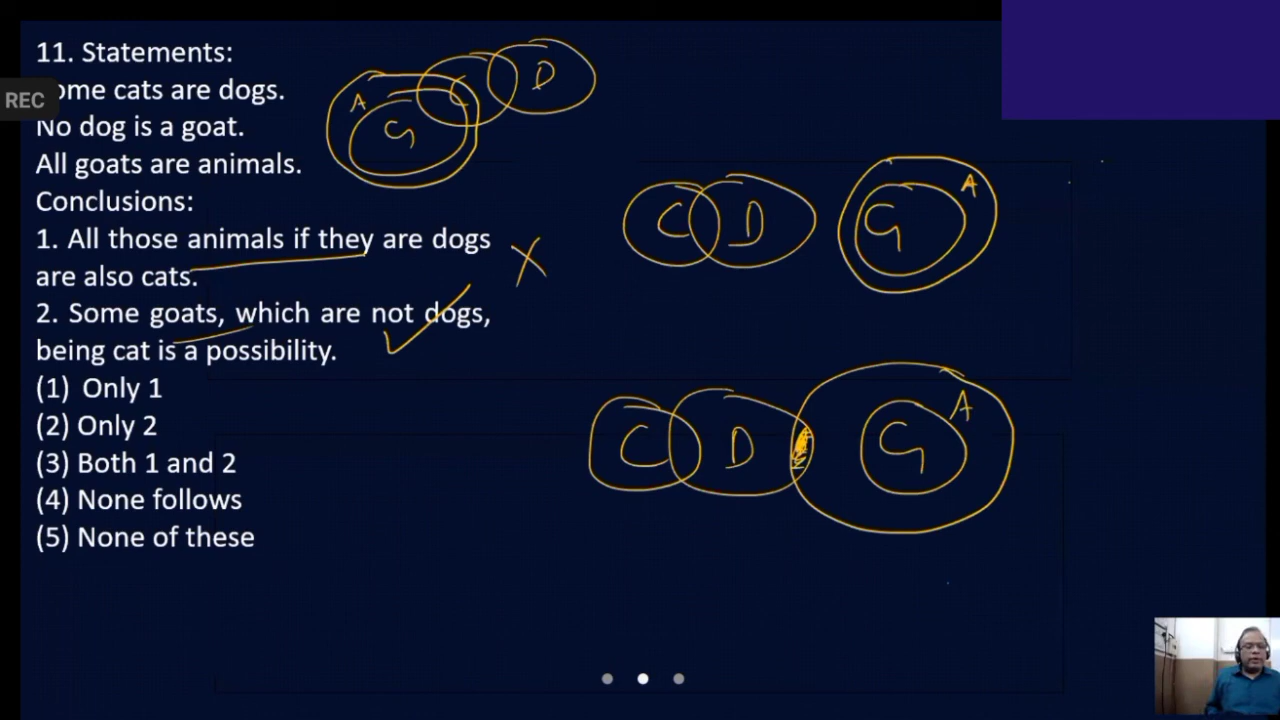 11. Statements:
REC
ome cats are dogs.
No dog is a goat.
All goats are animals.
Conclusions:
1. All those animals if they are dogs
are also cats.
2. Some goats, which are not dogs,
being cat is a possibility.
(1) Only 1
(2) Only 2
(3) Both 1 and 2
(4) None follows
(5) None of these
A G C D
C D G A
C D G A